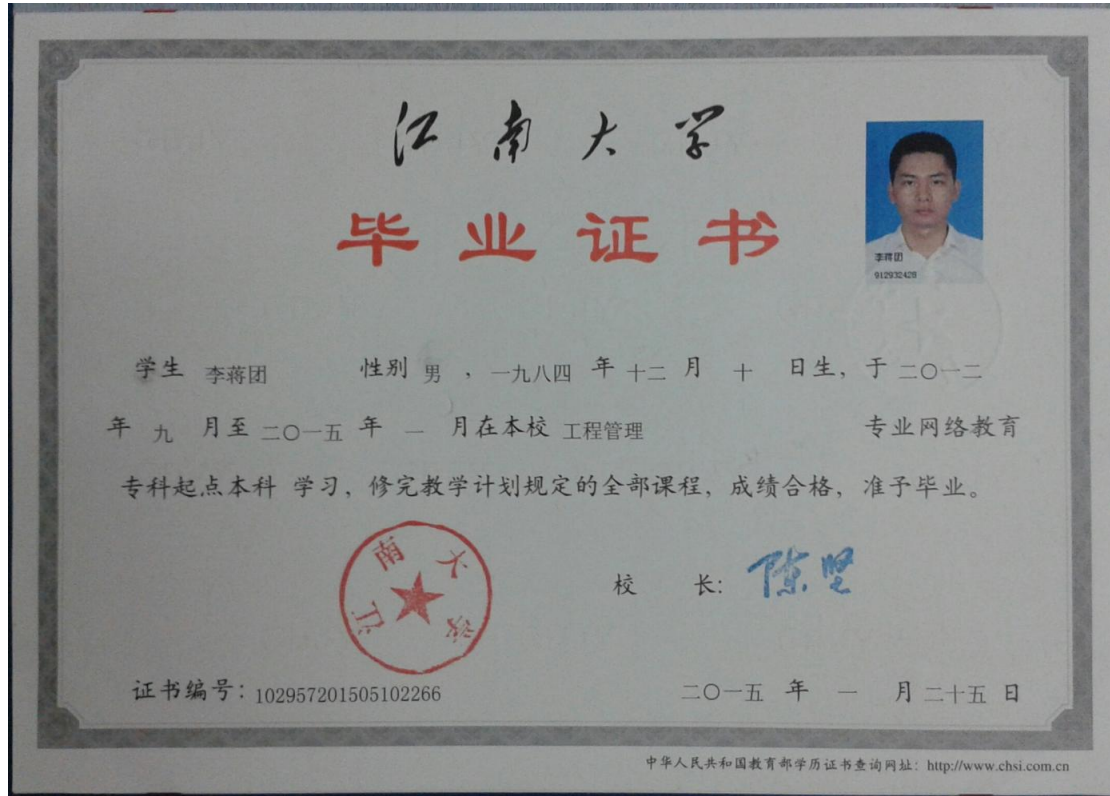 江南大学
毕业证书
李蒋团
912932428
学生 李蒋团 性别 男 ，一九八四 年 十二 月 十 日生，于 二〇一二
年 九 月至 二〇一五 年 一 月在本校 工程管理 专业网络教育
专科起点本科 学习，修完教学计划规定的全部课程，成绩合格，准予毕业。
江南大学
校 长：陈坚
证书编号：102957201505102266 二〇一五 年 一 月 二十五 日
中华人民共和国教育部学历证书查询网址：http://www.chsi.com.cn